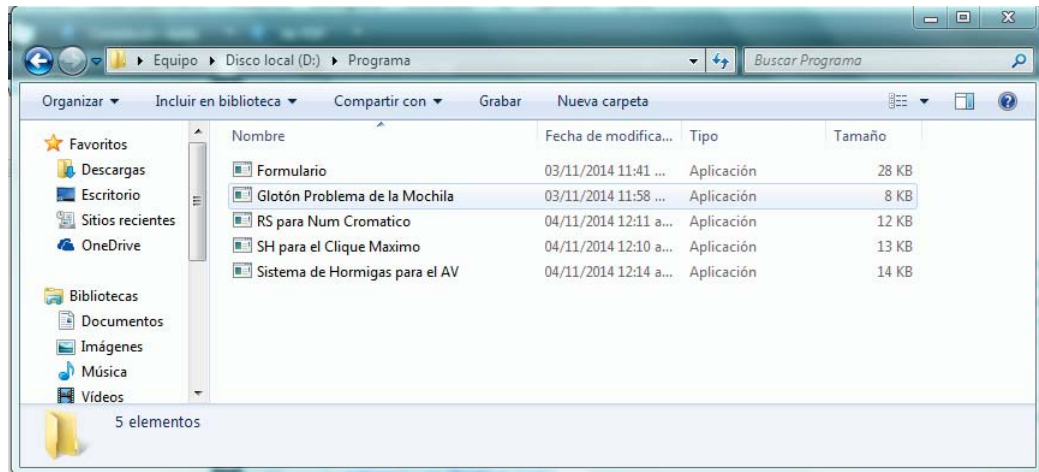 Equipo ▸ Disco local (D:) ▸ Programa
Buscar Programa
Organizar Incluir en biblioteca Compartir con Grabar Nueva carpeta
Nombre Fecha de modifica... Tipo Tamaño
Favoritos
Descargas
Escritorio
Sitios recientes
OneDrive
Bibliotecas
Documentos
Imágenes
Música
Vídeos
Formulario 03/11/2014 11:41 ... Aplicación 28 KB
Glotón Problema de la Mochila 03/11/2014 11:58 ... Aplicación 8 KB
RS para Num Cromatico 04/11/2014 12:11 a... Aplicación 12 KB
SH para el Clique Maximo 04/11/2014 12:10 a... Aplicación 13 KB
Sistema de Hormigas para el AV 04/11/2014 12:14 a... Aplicación 14 KB
5 elementos